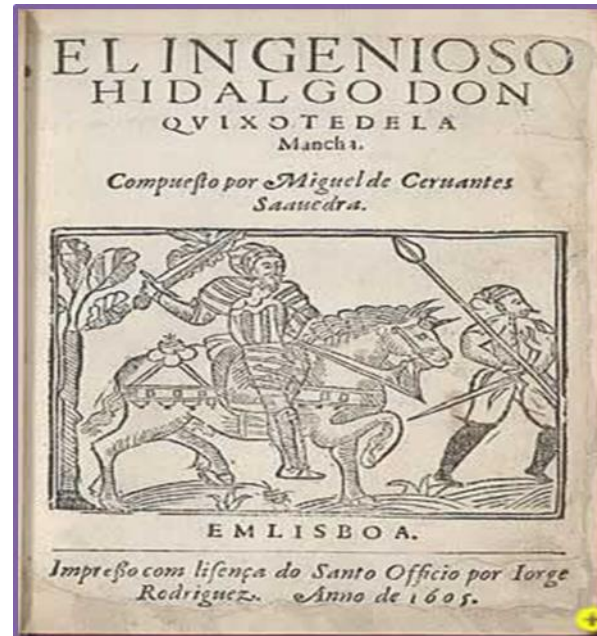 EL INGENIOSO
HIDALGO DON
QVIXOTE DE LA
Mancha.
Compueſto por Miguel de Ceruantes
Saauedra.
EM LISBOA.
Impreſſo com liſença do Santo Officio por Iorge
Rodriguez. Anno de 1605.